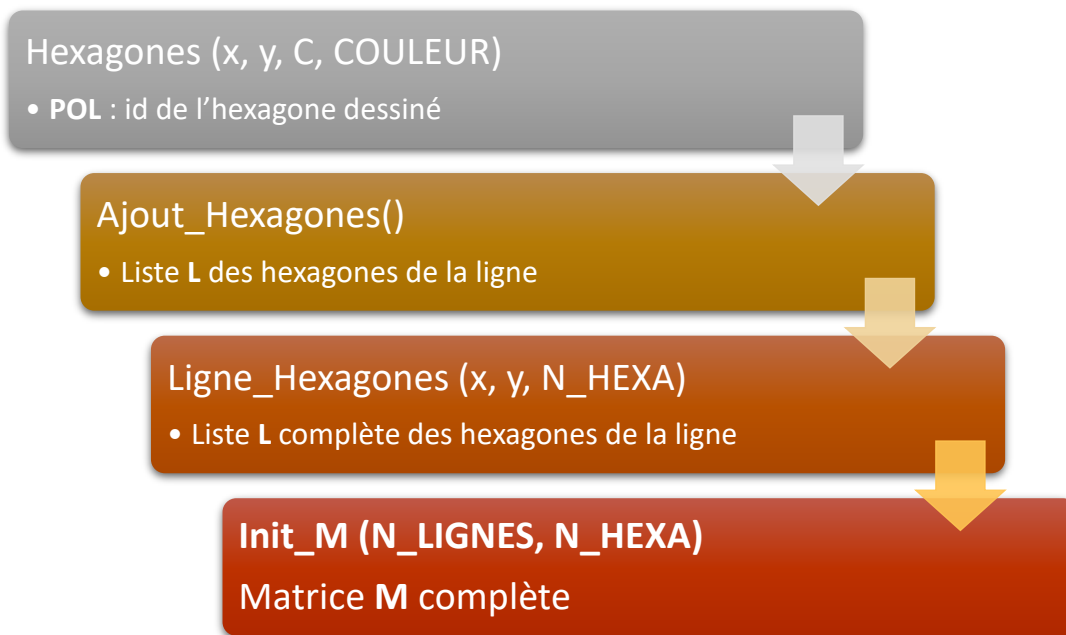 Hexagones (x, y, C, COULEUR)
• POL : id de l’hexagone dessiné
Ajout_Hexagones()
• Liste L des hexagones de la ligne
Ligne_Hexagones (x, y, N_HEXA)
• Liste L complète des hexagones de la ligne
Init_M (N_LIGNES, N_HEXA)
Matrice M complète